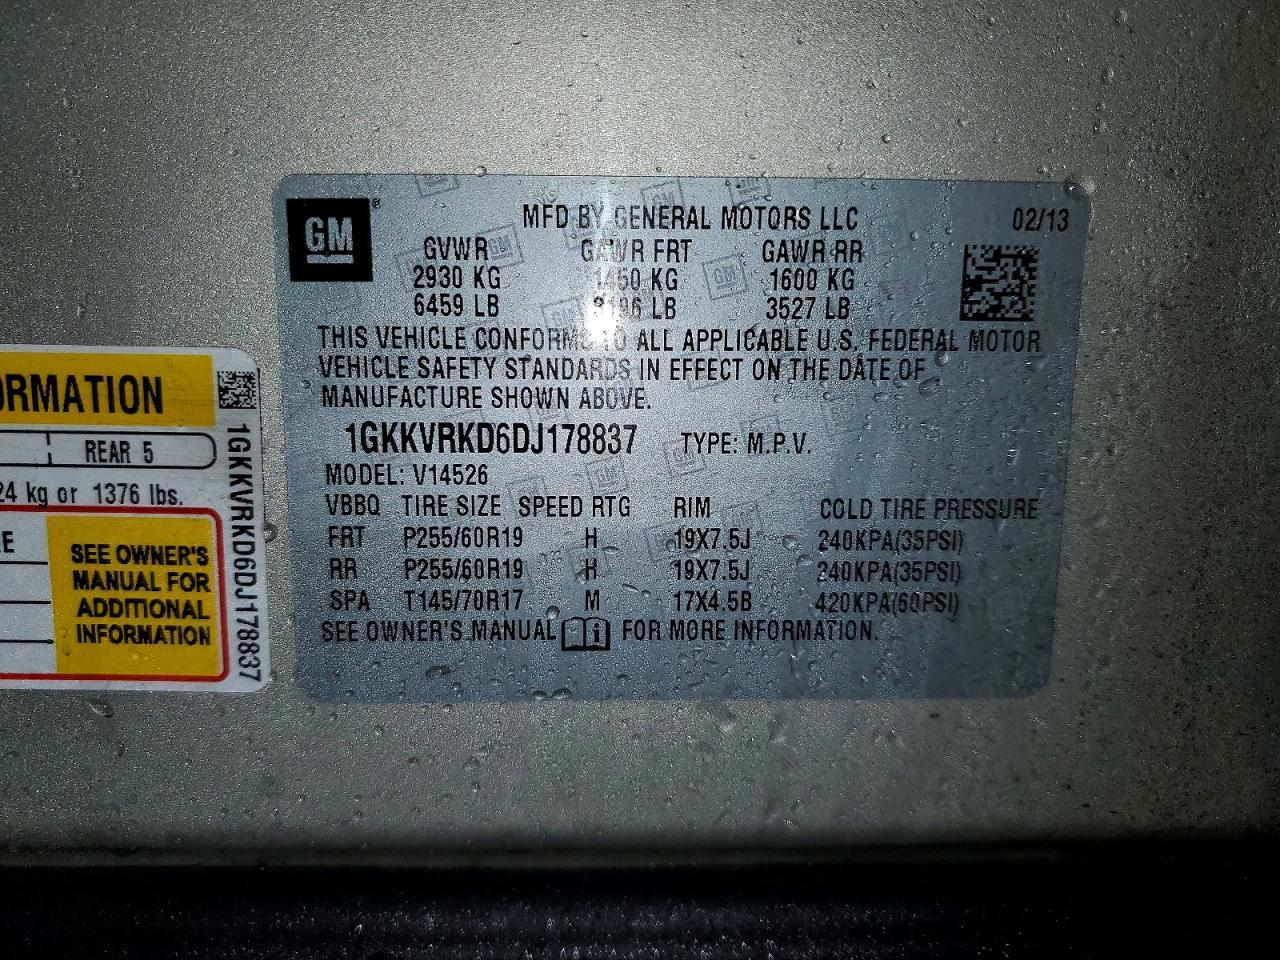 GM
MFD BY GENERAL MOTORS LLC 02/13
GVWR GAWR FRT GAWR RR
2930 KG 1450 KG 1600 KG
6459 LB 3196 LB 3527 LB
THIS VEHICLE CONFORMS TO ALL APPLICABLE U.S. FEDERAL MOTOR
VEHICLE SAFETY STANDARDS IN EFFECT ON THE DATE OF
MANUFACTURE SHOWN ABOVE.
1GKKVRKD6DJ178837 TYPE: M.P.V.
MODEL: V14526
VBBQ TIRE SIZE SPEED RTG RIM COLD TIRE PRESSURE
FRT P255/60R19 H 19X7.5J 240KPA(35PSI)
RR P255/60R19 H 19X7.5J 240KPA(35PSI)
SPA T145/70R17 M 17X4.5B 420KPA(60PSI)
SEE OWNER'S MANUAL FOR MORE INFORMATION.
ORMATION
REAR 5
24 kg or 1376 lbs.
RE
SEE OWNER'S
MANUAL FOR
ADDITIONAL
INFORMATION
1GKKVRKD6DJ178837